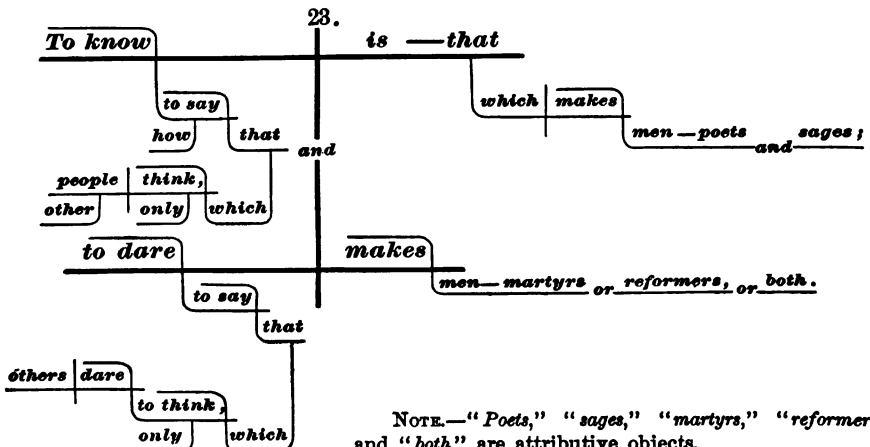 23.
To know is — that
to say which makes
how that men — poets and sages;
and
people think,
other only which
to dare makes
to say men — martyrs or reformers, or both.
that
others dare
to think,
only which
NOTE.—“Poets,” “sages,” “martyrs,” “reformer
and “both” are attributive objects.